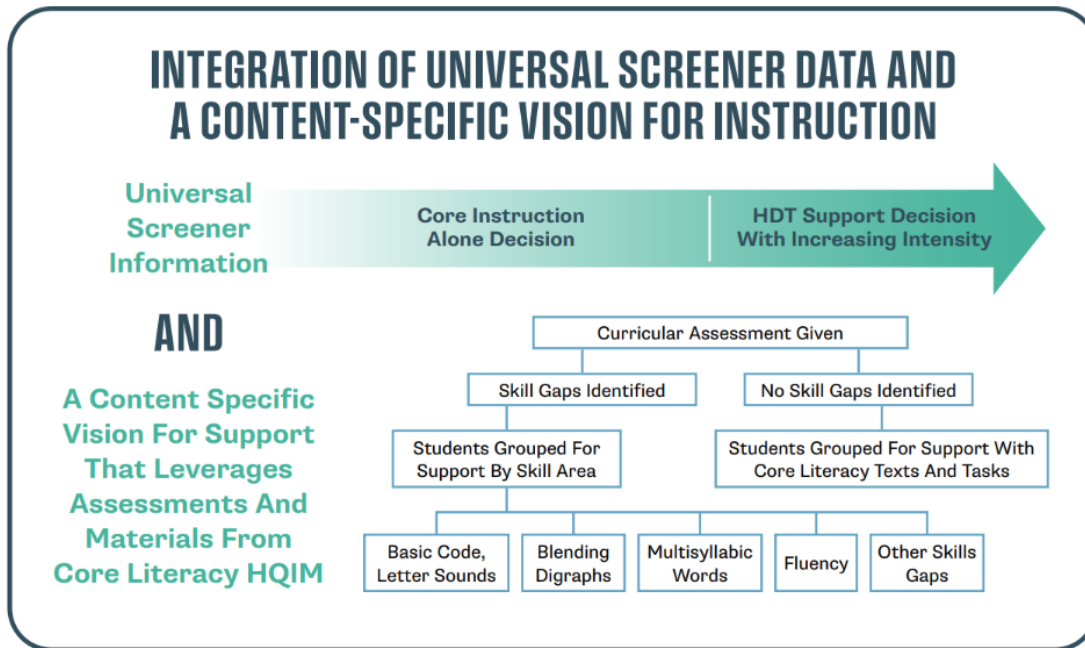 INTEGRATION OF UNIVERSAL SCREENER DATA AND
A CONTENT-SPECIFIC VISION FOR INSTRUCTION
Universal
Screener
Information
Core Instruction
Alone Decision
HDT Support Decision
With Increasing Intensity
AND
A Content Specific
Vision For Support
That Leverages
Assessments And
Materials From
Core Literacy HQIM
Curricular Assessment Given
Skill Gaps Identified
No Skill Gaps Identified
Students Grouped For
Support By Skill Area
Students Grouped For Support With
Core Literacy Texts And Tasks
Basic Code,
Letter Sounds
Blending
Digraphs
Multisyllabic
Words
Fluency
Other Skills
Gaps